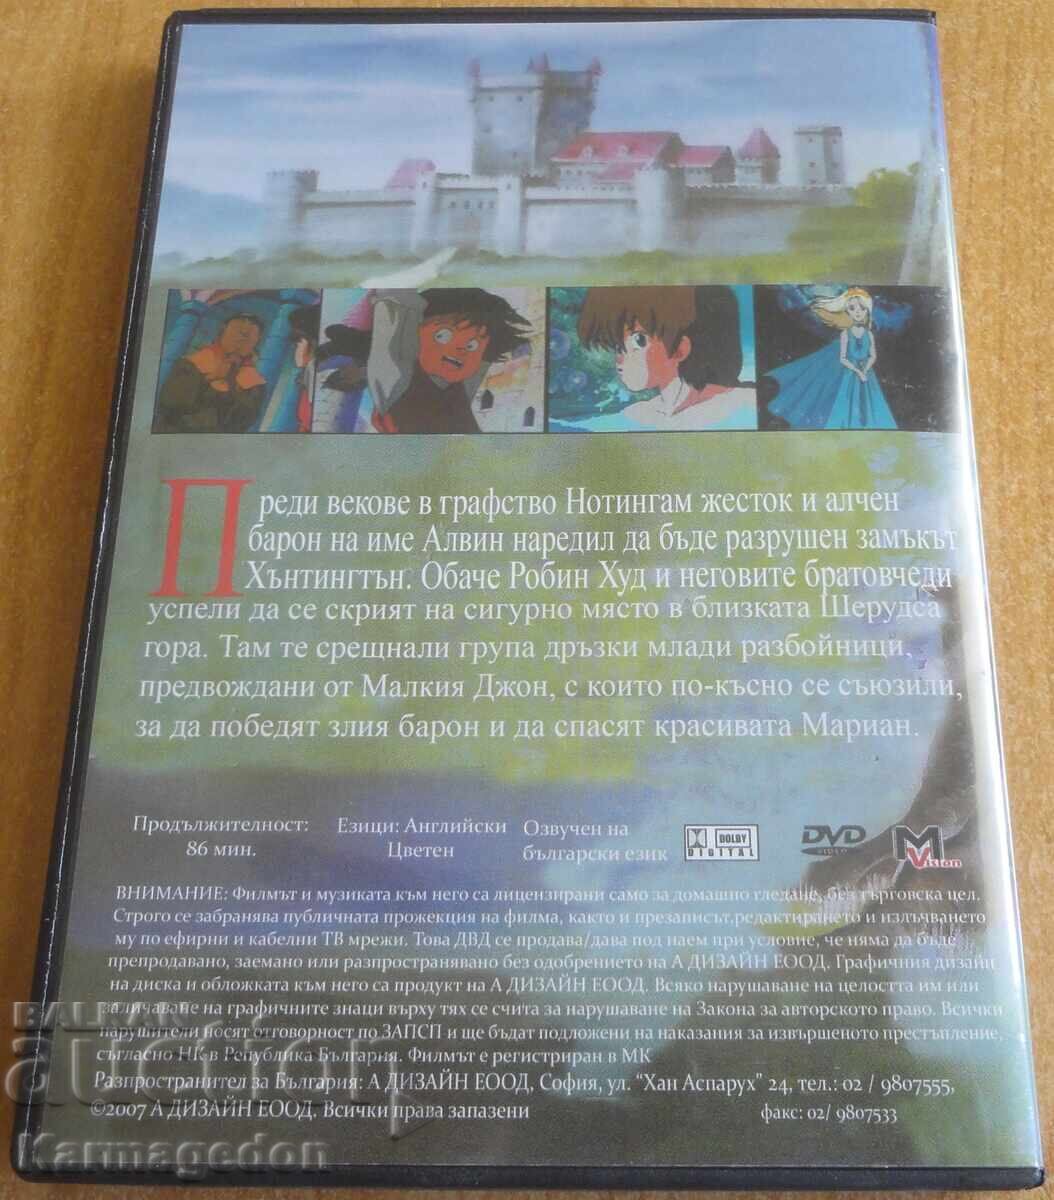 Преди векове в графство Нотингам жесток и алчен
барон на име Алвин наредил да бъде разрушен замъкът
Хънтингтън. Обаче Робин Худ и неговите братовчеди
успели да се скрият на сигурно място в близката Шерудса
гора. Там те срещнали група дръзки млади разбойници,
предвождани от Малкия Джон, с които по-късно се съюзили,
за да победят злия барон и да спасят красивата Мариан.
Продължителност: Езици: Английски Озвучен на
86 мин. Цветен български език
DOLBY
DIGITAL
DVD
VIDEO
M
Vision
ВНИМАНИЕ: Филмът и музиката към него са лицензирани само за домашно гледане, без търговска цел.
Строго се забранява публичната прожекция на филма, както и презаписът,редактирането и излъчването
му по ефирни и кабелни ТВ мрежи. Това ДВД се продава/дава под наем при условие, че няма да бъде
препродавано, заемано или разпространявано без одобрението на А ДИЗАЙН ЕООД. Графичния дизайн
на диска и обложката към него са продукт на А ДИЗАЙН ЕООД. Всяко нарушаване на целостта им или
заличаване на графичните знаци върху тях се счита за нарушаване на Закона за авторското право. Всички
нарушители носят отговорност по ЗАПСП и ще бъдат подложени на наказания за извършеното престъпление,
съгласно НК в Република България. Филмът е регистриран в МК
Разпространител за България: А ДИЗАЙН ЕООД, София, ул. “Хан Аспарух” 24, тел.: 02 / 9807555,
©2007 А ДИЗАЙН ЕООД. Всички права запазени факс: 02/ 9807533
BALKAN
auction
Karmagedon